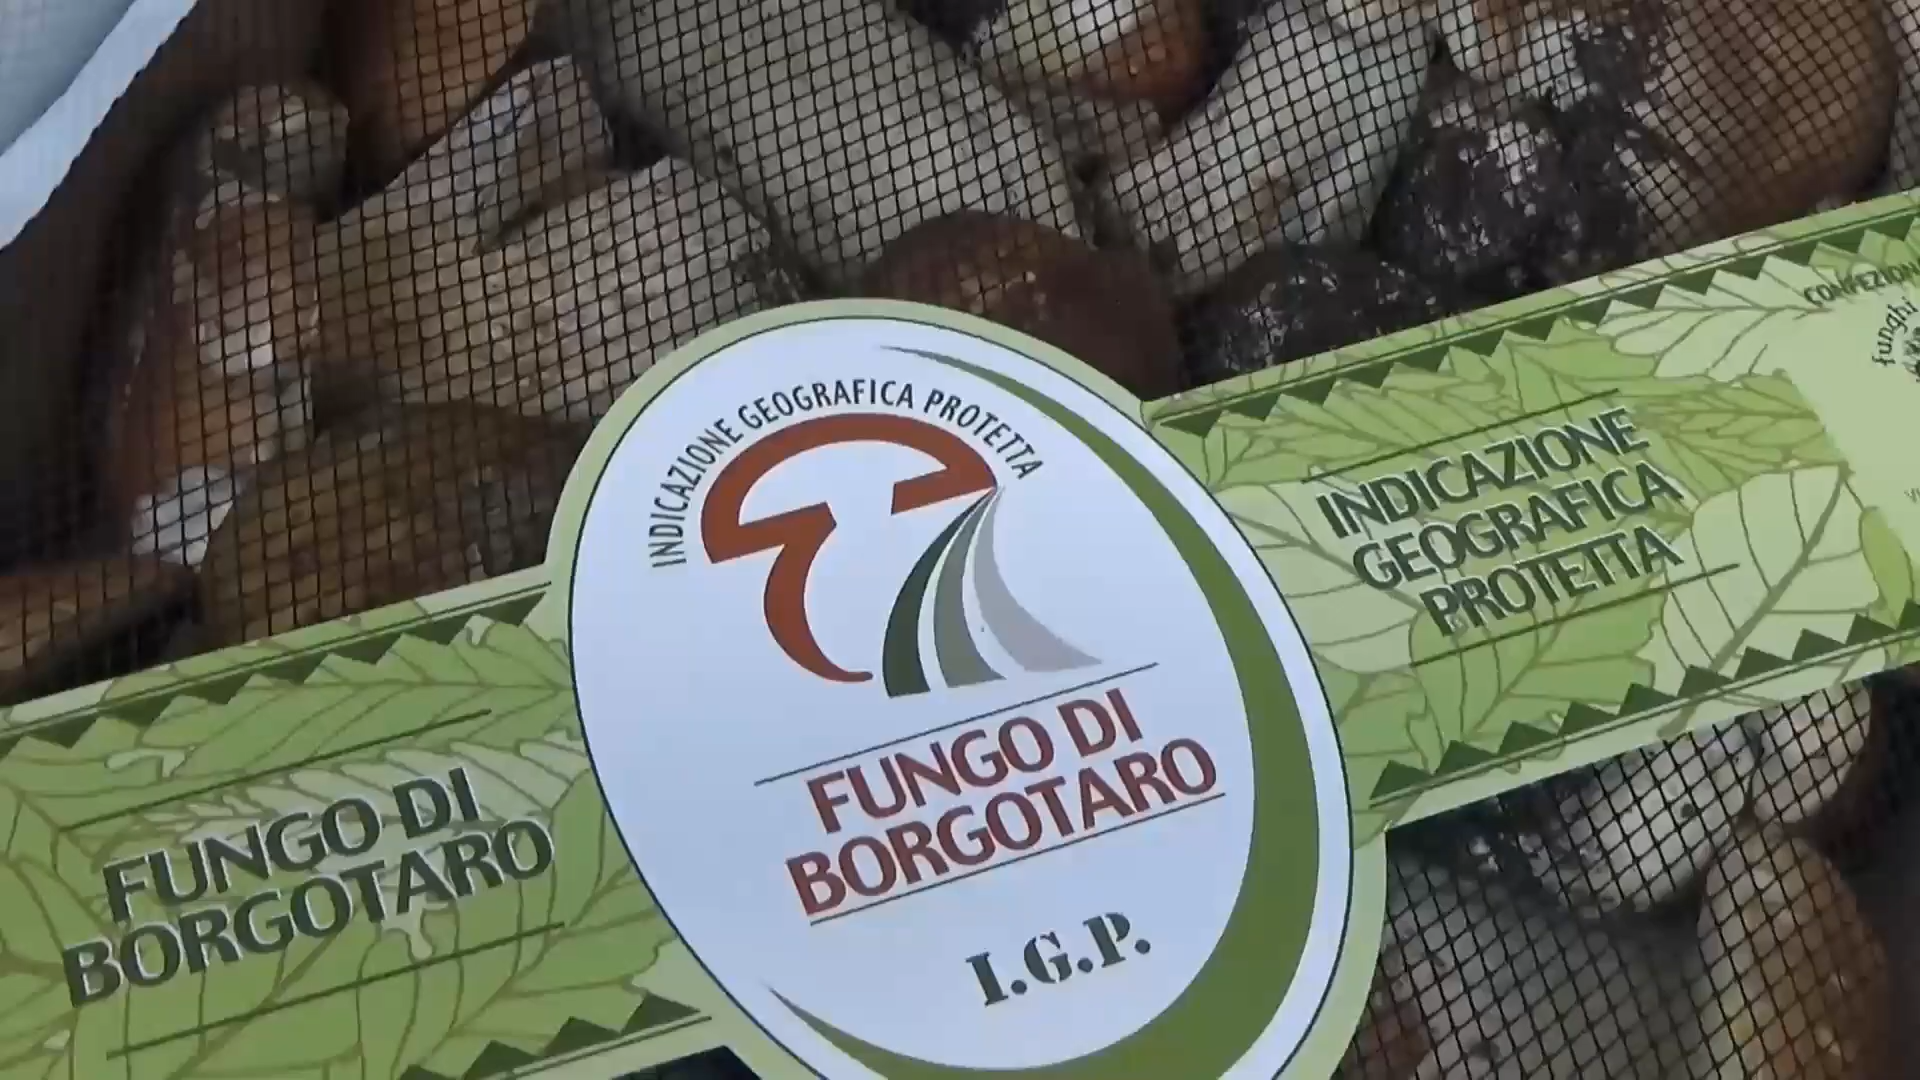 INDICAZIONE GEOGRAFICA PROTETTA
FUNGO DI
BORGOTARO
I.G.P.
FUNGO DI
BORGOTARO
INDICAZIONE
GEOGRAFICA
PROTETTA
funghi